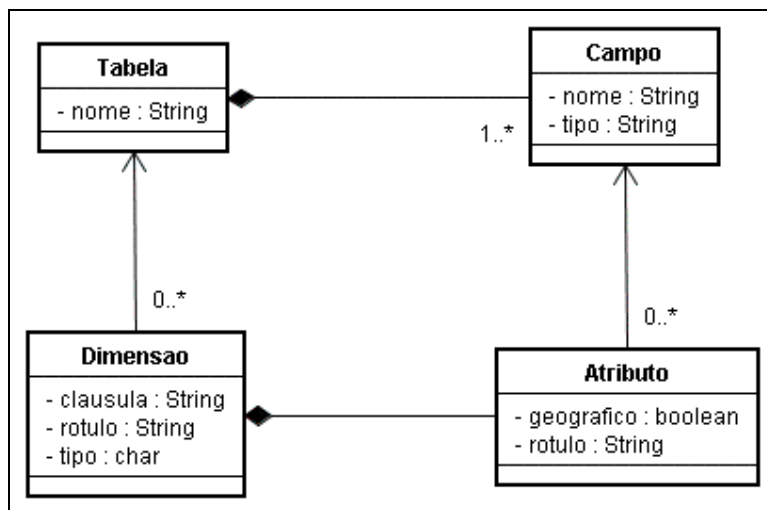 Tabela
- nome : String
Campo
- nome : String
- tipo : String
1..*
0..*
0..*
Dimensao
- clausula : String
- rotulo : String
- tipo : char
Atributo
- geografico : boolean
- rotulo : String